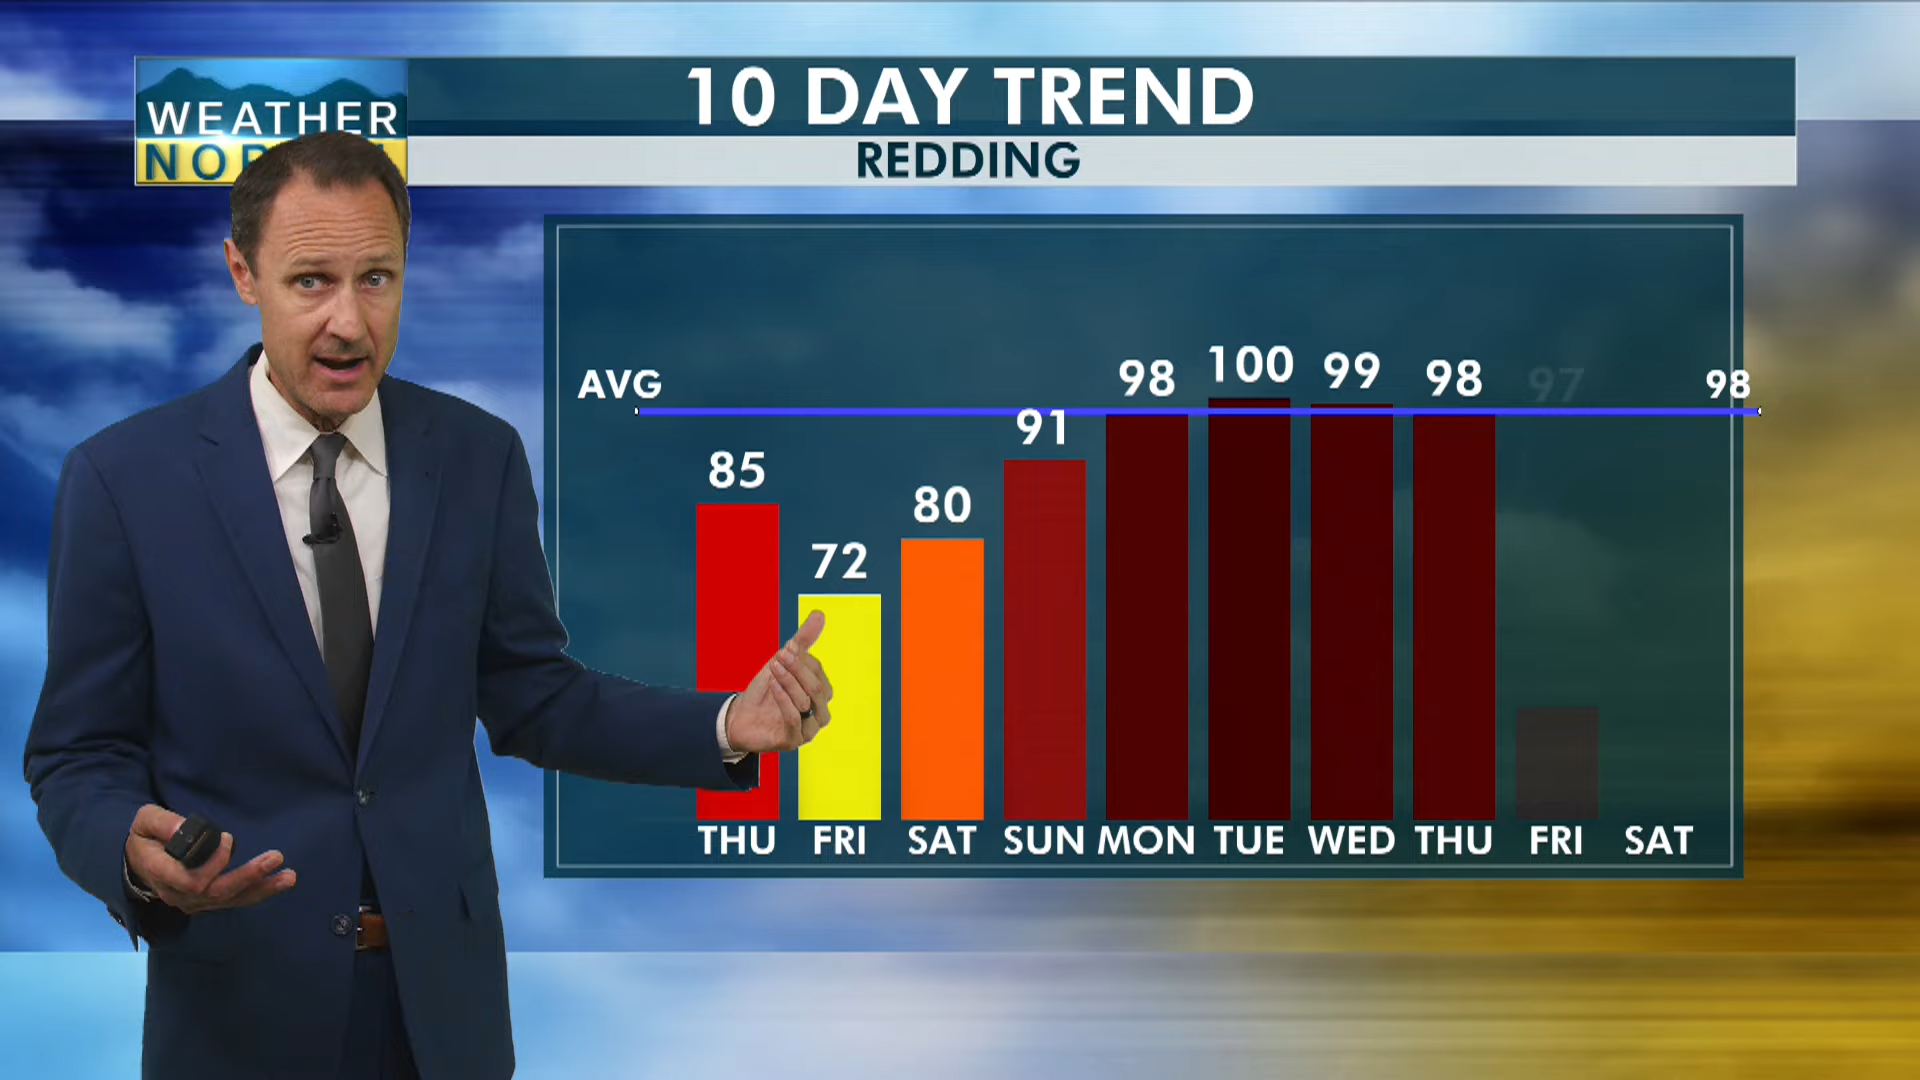 10 DAY TREND
WEATHER
REDDING
100
98
99
98
97
AVG
98
91
85
80
72
THU FRI SAT SUN MON TUE WED THU FRI SAT